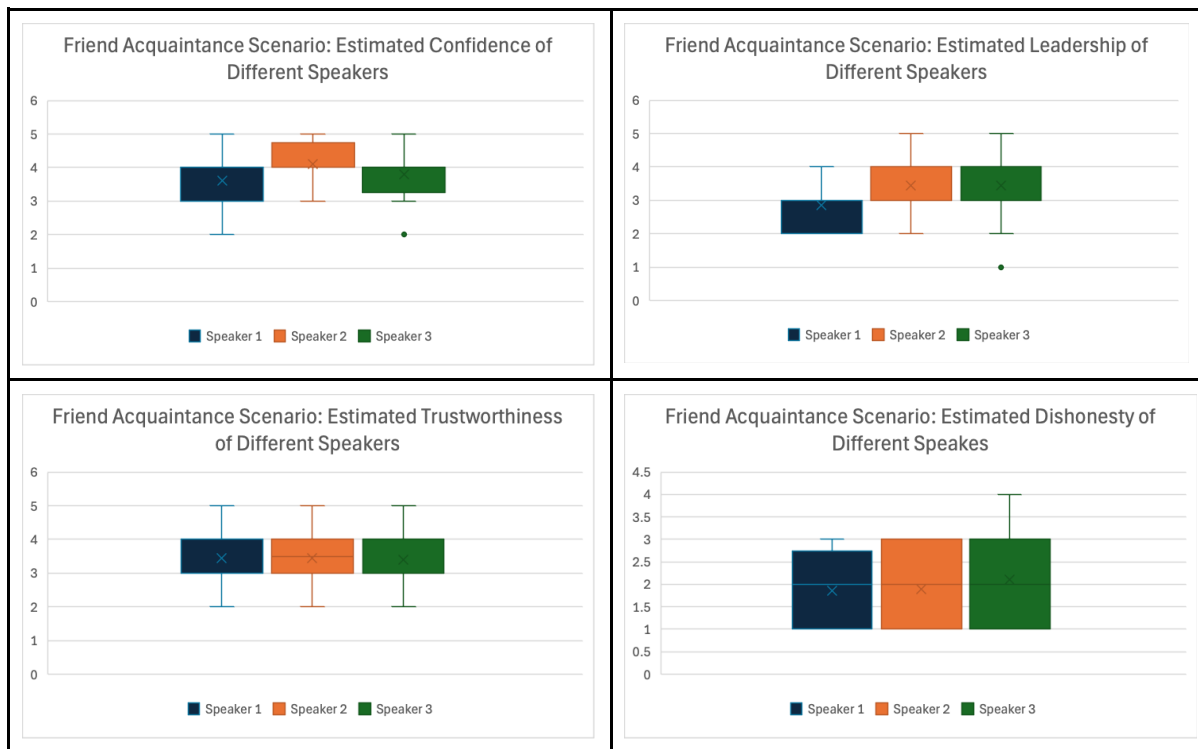 Friend Acquaintance Scenario: Estimated Confidence of
Different Speakers
6
5
4
3
2
1
0
Speaker 1 Speaker 2 Speaker 3
Friend Acquaintance Scenario: Estimated Leadership of
Different Speakers
6
5
4
3
2
1
0
Speaker 1 Speaker 2 Speaker 3
Friend Acquaintance Scenario: Estimated Trustworthiness
of Different Speakers
6
5
4
3
2
1
0
Speaker 1 Speaker 2 Speaker 3
Friend Acquaintance Scenario: Estimated Dishonesty of
Different Speakes
4.5
4
3.5
3
2.5
2
1.5
1
0.5
0
Speaker 1 Speaker 2 Speaker 3